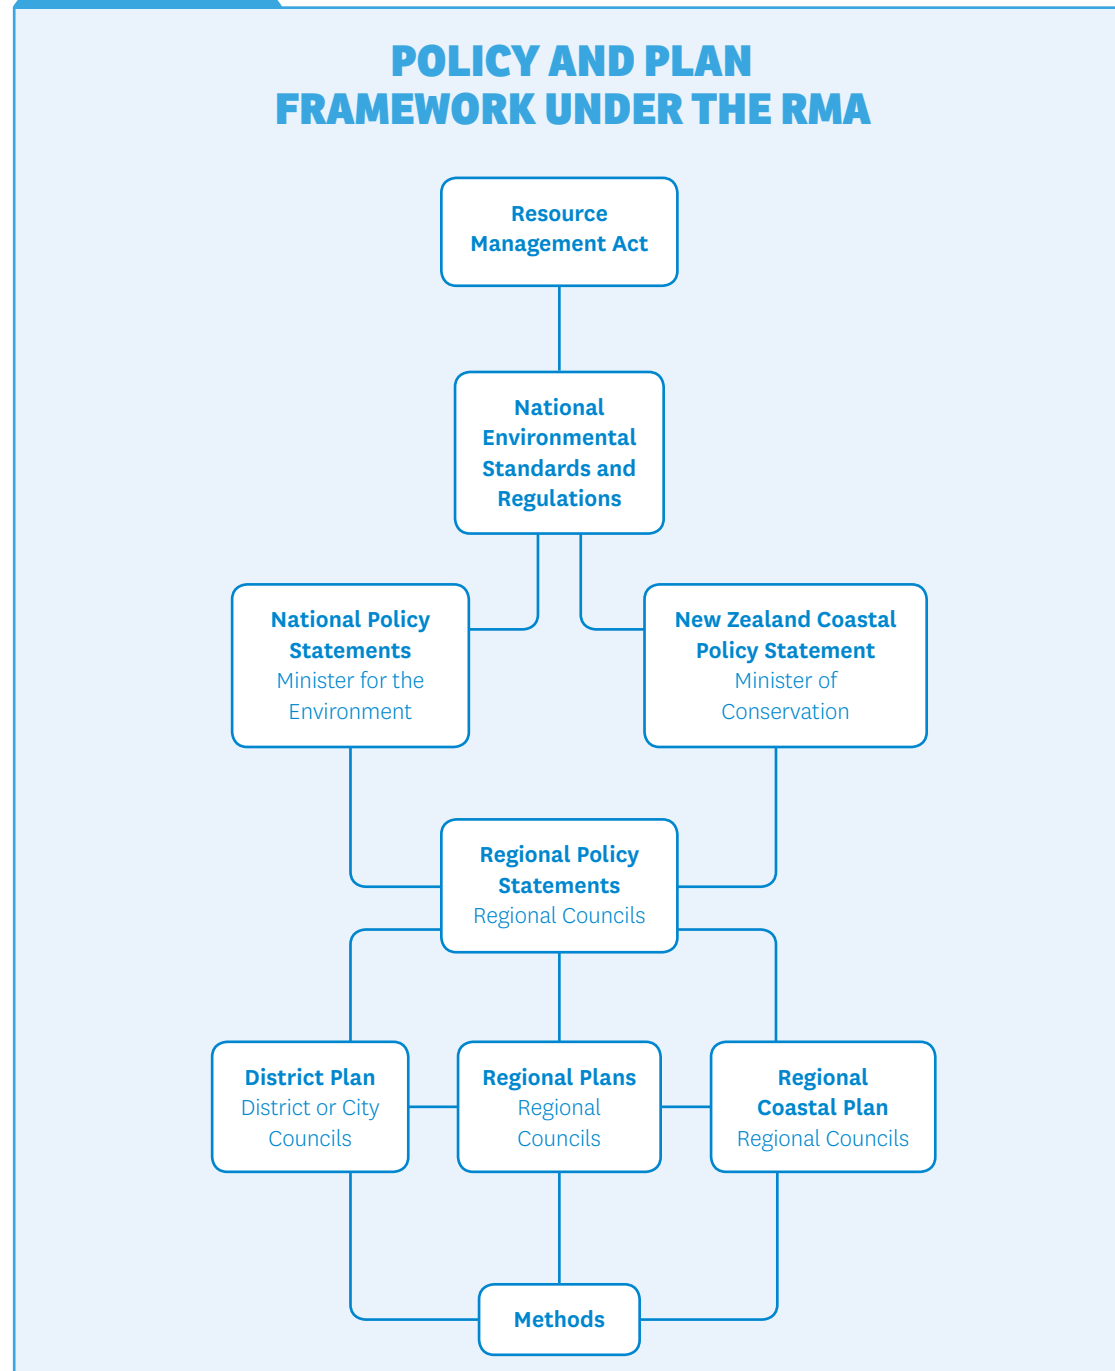 POLICY AND PLAN
FRAMEWORK UNDER THE RMA
Resource
Management Act
National
Environmental
Standards and
Regulations
National Policy
Statements
Minister for the
Environment
New Zealand Coastal
Policy Statement
Minister of
Conservation
Regional Policy
Statements
Regional Councils
District Plan
District or City
Councils
Regional Plans
Regional
Councils
Regional
Coastal Plan
Regional Councils
Methods